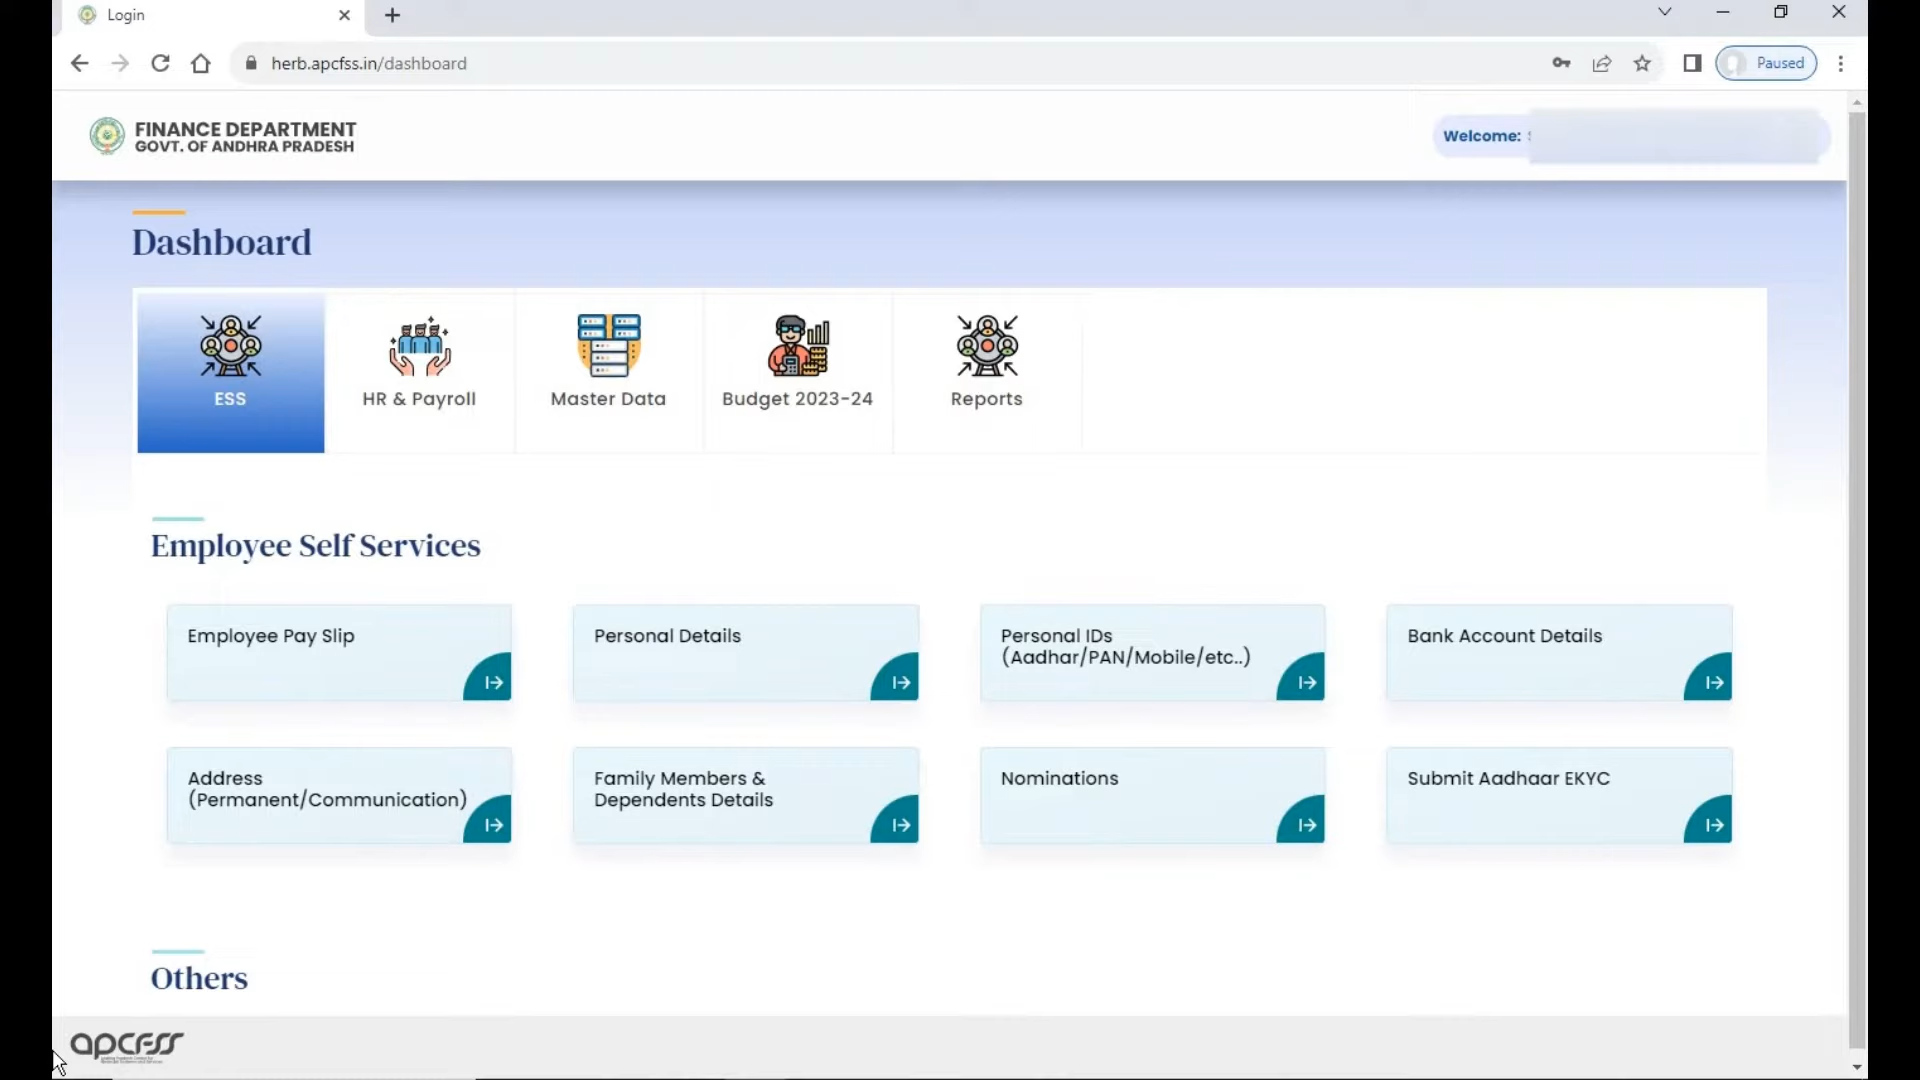 Login
herb.apcfss.in/dashboard
Paused
FINANCE DEPARTMENT
GOVT. OF ANDHRA PRADESH
Welcome:
Dashboard
ESS
HR & Payroll
Master Data
Budget 2023-24
Reports
Employee Self Services
Employee Pay Slip
Personal Details
Personal IDs
(Aadhar/PAN/Mobile/etc..)
Bank Account Details
Address
(Permanent/Communication)
Family Members &
Dependents Details
Nominations
Submit Aadhaar EKYC
Others
apcfss